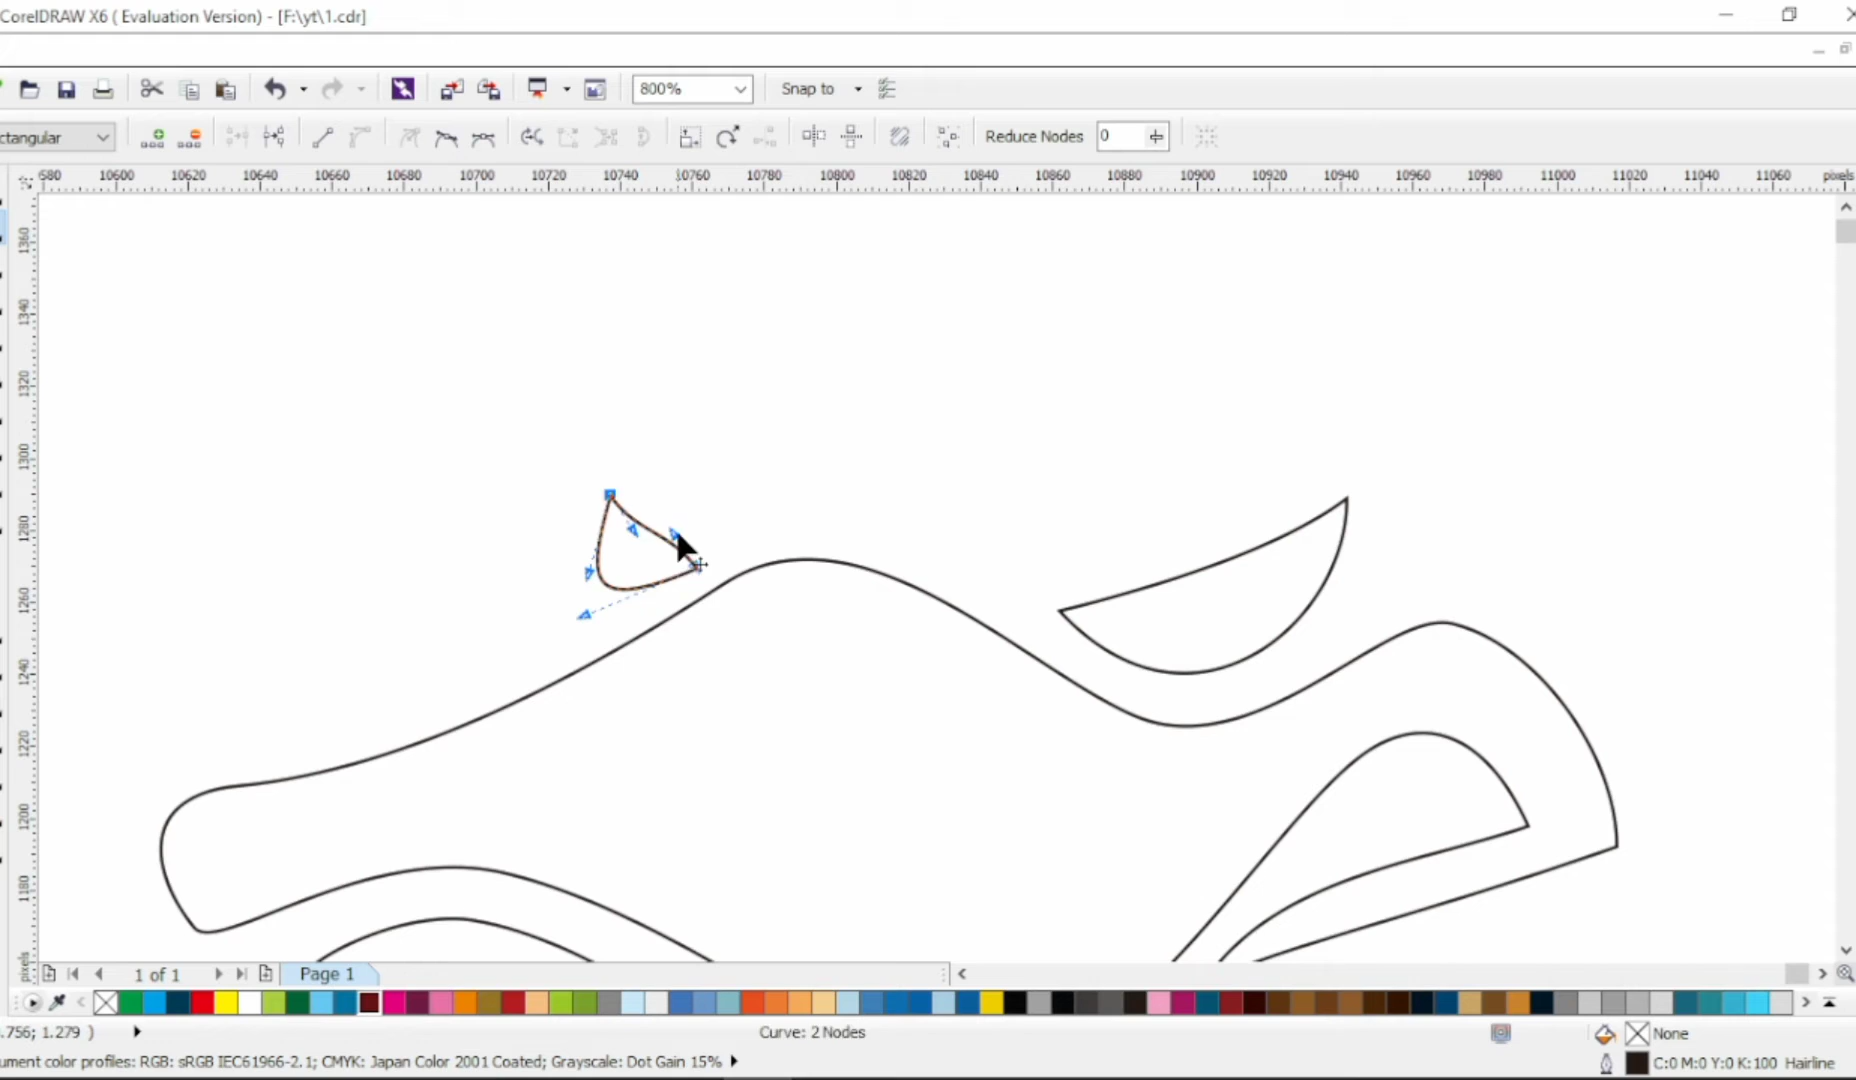 CorelDRAW X6 ( Evaluation Version) - [F:\yt\1.cdr]
800%
Snap to
ctangular
Reduce Nodes
0
580 10600 10620 10640 10660 10680 10700 10720 10740 10760 10780 10800 10820 10840 10860 10880 10900 10920 10940 10960 10980 11000 11020 11040 11060 pixels
1360
1340
1320
1300
1280
1260
1240
1220
1200
1180
pixels
1 of 1
Page 1
.756; 1.279 )
Curve: 2 Nodes
None
ument color profiles: RGB: sRGB IEC61966-2.1; CMYK: Japan Color 2001 Coated; Grayscale: Dot Gain 15%
C:0 M:0 Y:0 K:100 Hairline